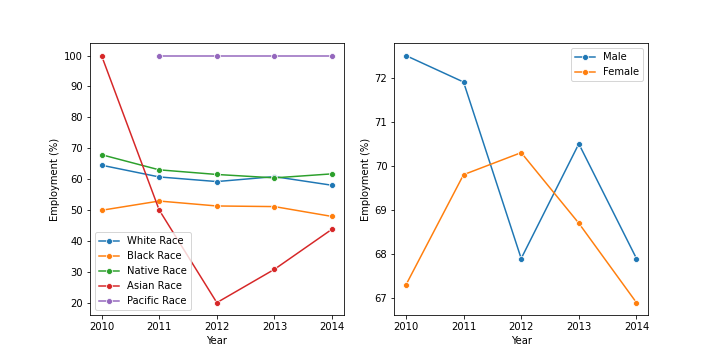 100
90
80
70
60
50
40
30
20
Employment (%)
2010 2011 2012 2013 2014
Year
White Race
Black Race
Native Race
Asian Race
Pacific Race
72
71
70
69
68
67
Employment (%)
2010 2011 2012 2013 2014
Year
Male
Female